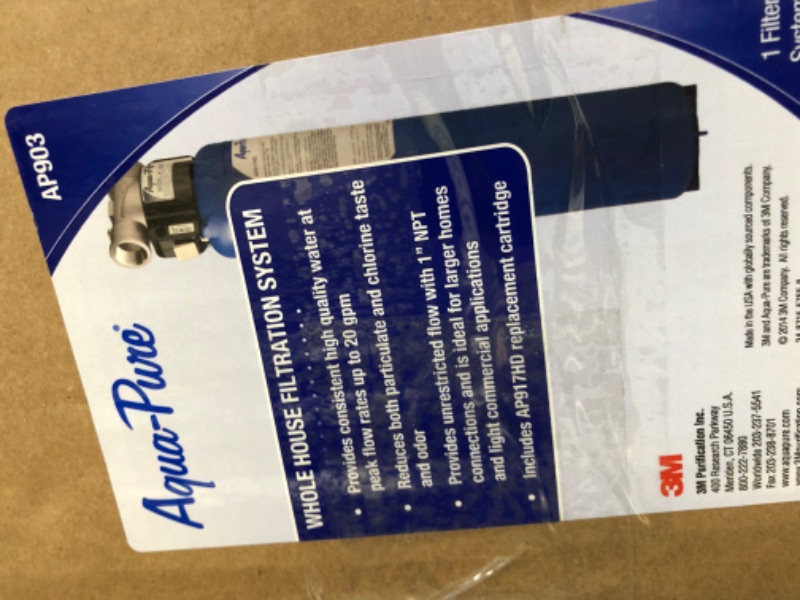 AP903
Aqua-Pure®
WHOLE HOUSE FILTRATION SYSTEM
• Provides consistent high quality water at
peak flow rates up to 20 gpm
• Reduces both particulate and chlorine taste
and odor
• Provides unrestricted flow with 1" NPT
connections and is ideal for larger homes
and light commercial applications
• Includes AP917HD replacement cartridge
3M
3M Purification Inc.
400 Research Parkway
Meriden, CT 06450 U.S.A.
800-222-7880
Worldwide 203-237-5541
Fax 203-238-8701
www.aquapure.com
Made in the USA with globally sourced components.
3M and Aqua-Pure are trademarks of 3M Company.
© 2014 3M Company. All rights reserved.
1 Filter
System